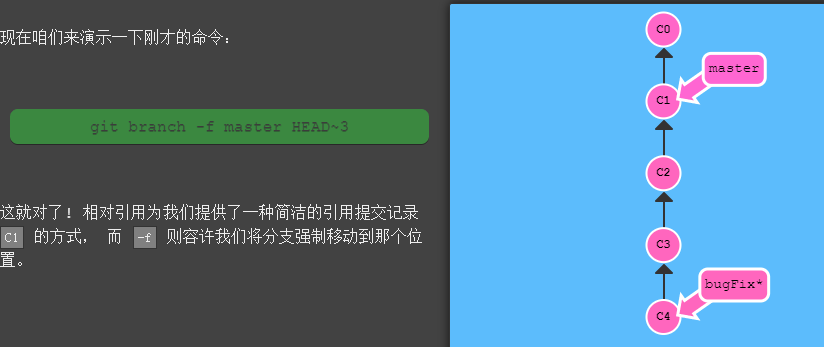 现在咱们来演示一下刚才的命令：
git branch -f master HEAD~3
这就对了！相对引用为我们提供了一种简洁的引用提交记录
C1 的方式， 而 -f 则容许我们将分支强制移动到那个位
置。
C0
master
C1
C2
C3
bugFix*
C4